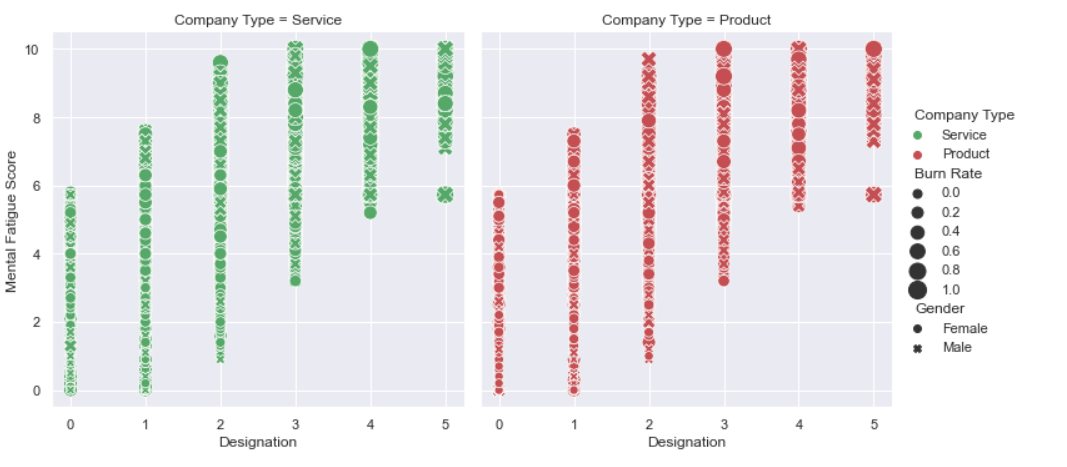 Company Type = Service
Company Type = Product
10
8
6
4
2
0
Mental Fatigue Score
0 1 2 3 4 5
0 1 2 3 4 5
Designation
Designation
Company Type
Service
Product
Burn Rate
0.0
0.2
0.4
0.6
0.8
1.0
Gender
Female
Male